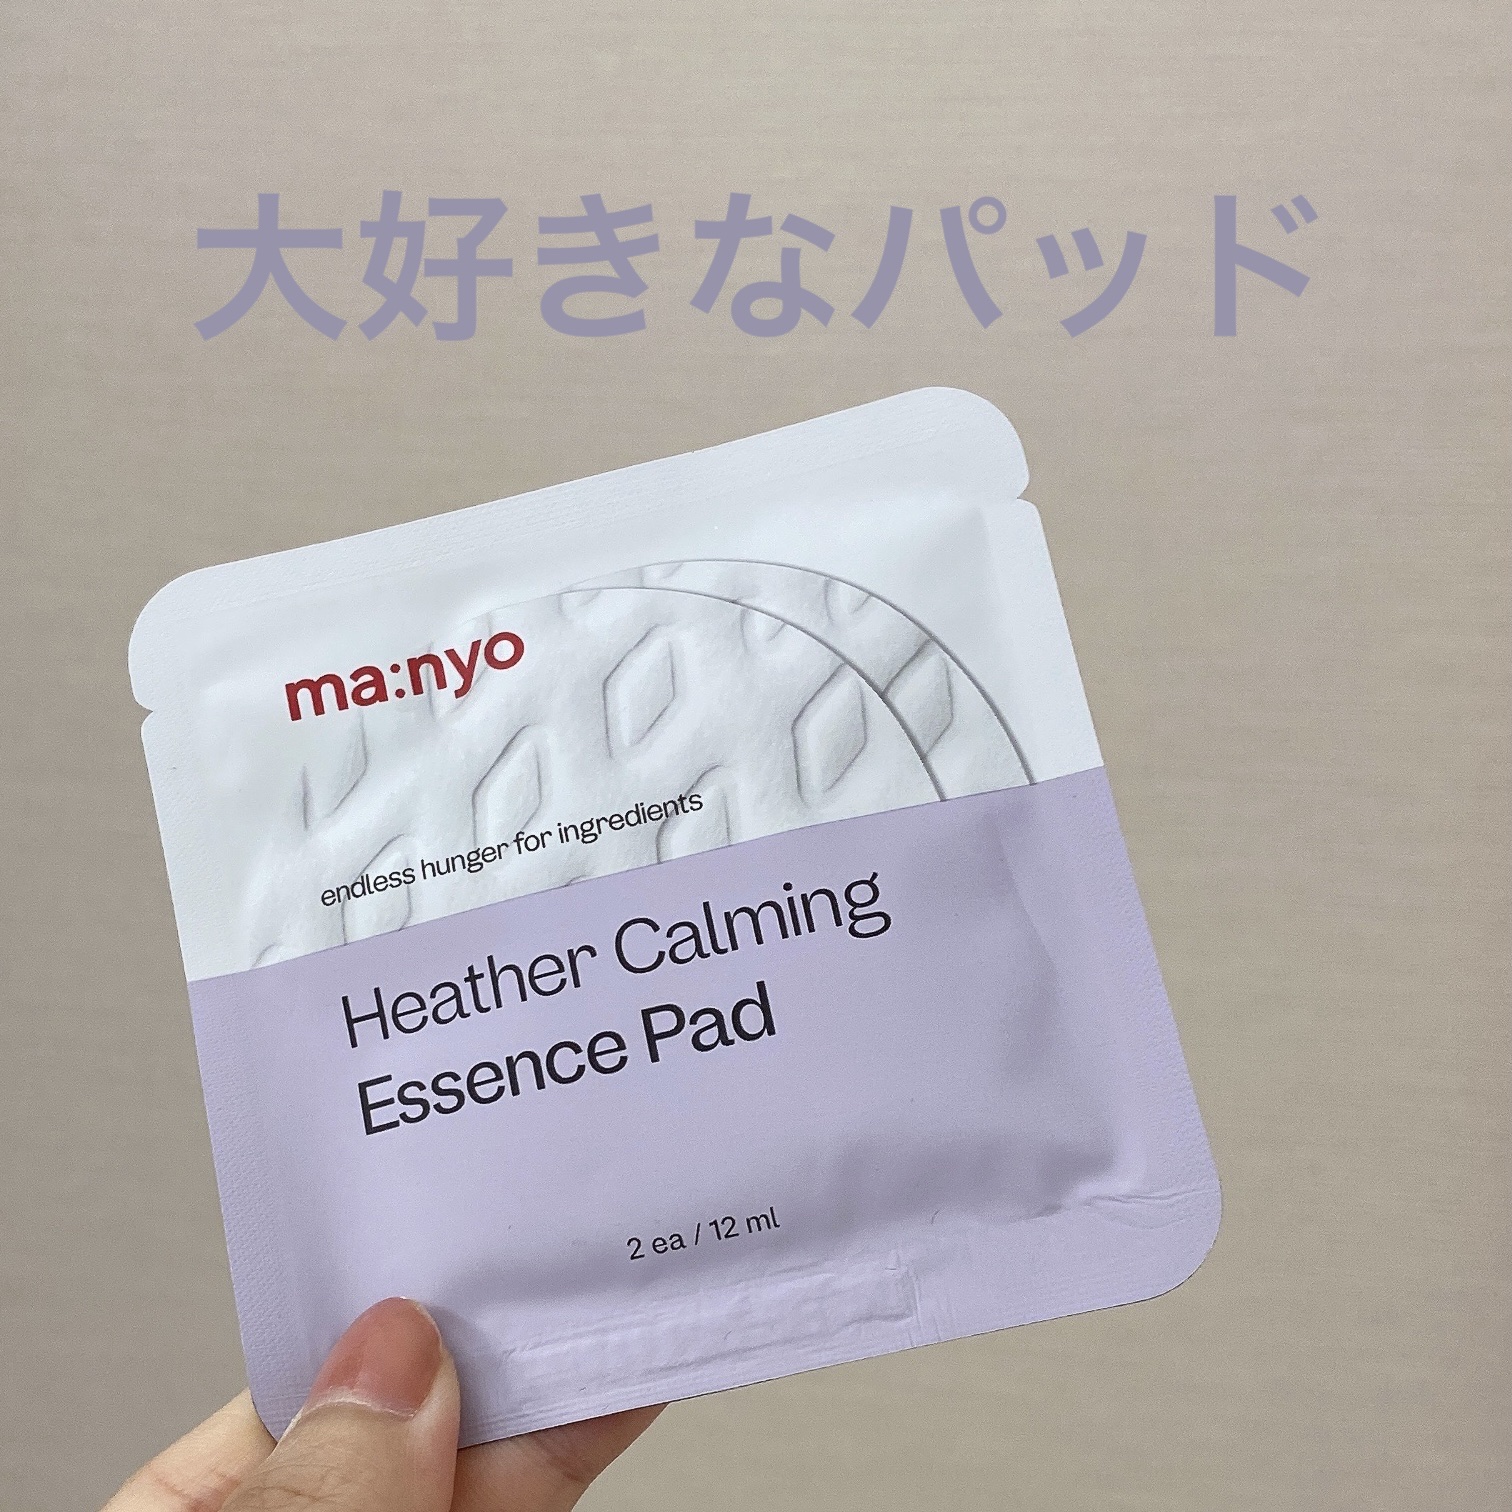 大好きなパッド
ma:nyo
endless hunger for ingredients
Heather Calming
Essence Pad
2 ea / 12 ml